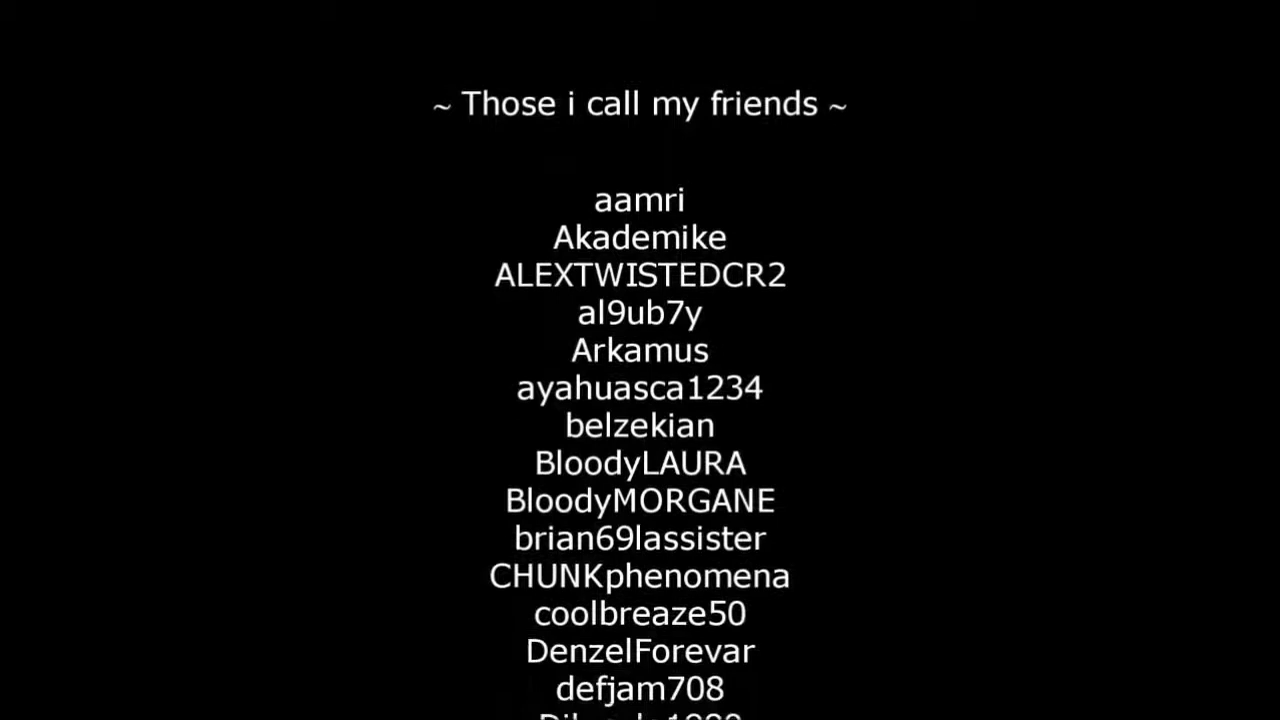 ~ Those i call my friends ~
aamri
Akademike
ALEXTWISTEDCR2
al9ub7y
Arkamus
ayahuasca1234
belzekian
BloodyLAURA
BloodyMORGANE
brian69lassister
CHUNKphenomena
coolbreaze50
DenzelForevar
defjam708